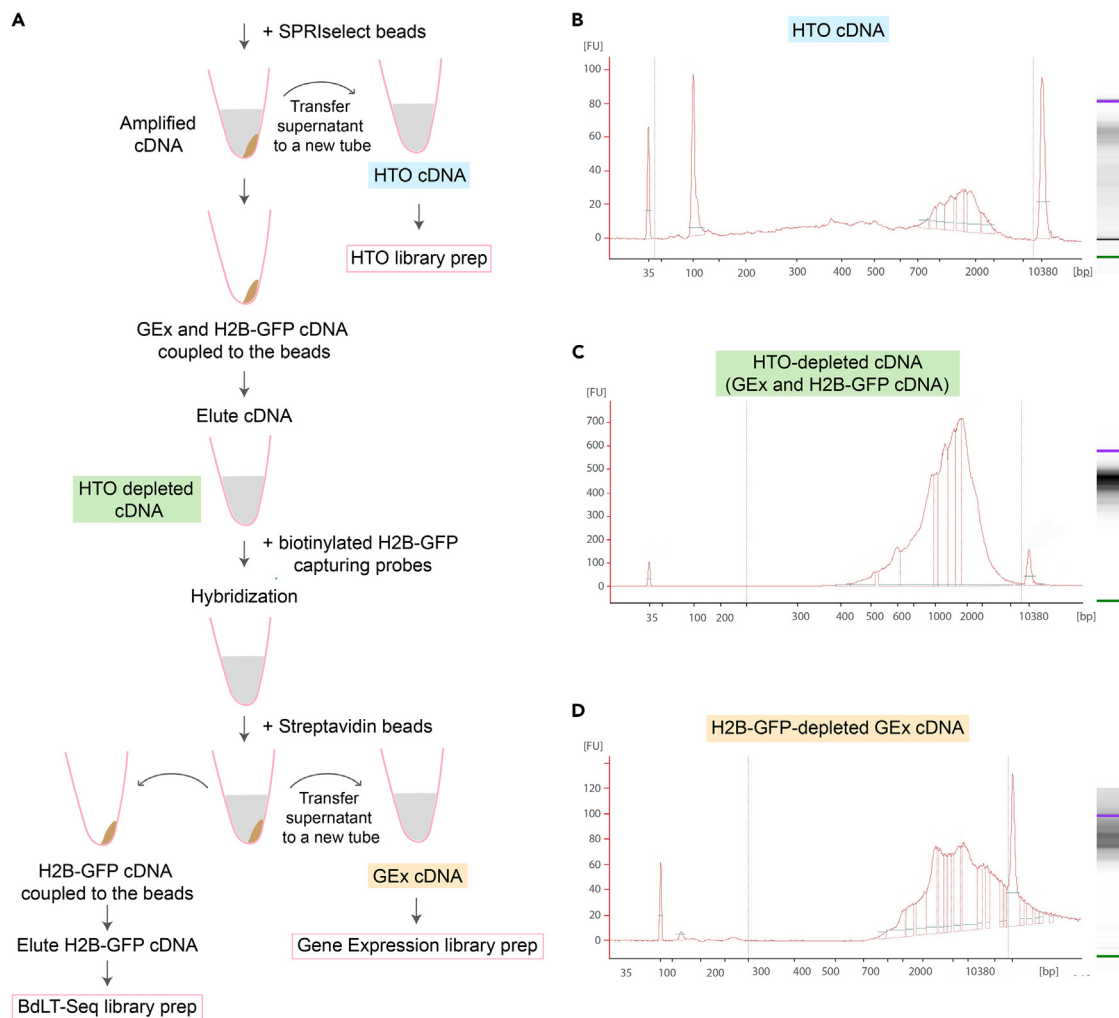 A
+ SPRIselect beads
Amplified
cDNA
Transfer
supernatant
to a new tube
HTO cDNA
HTO library prep
GEx and H2B-GFP cDNA
coupled to the beads
Elute cDNA
HTO depleted
cDNA
+ biotinylated H2B-GFP
capturing probes
Hybridization
+ Streptavidin beads
Transfer
supernatant
to a new tube
H2B-GFP cDNA
coupled to the beads
GEx cDNA
Elute H2B-GFP cDNA
Gene Expression library prep
BdLT-Seq library prep
B
HTO cDNA
[FU]
100
80
60
40
20
0
35 100 200 300 400 500 700 2000 10380 [bp]
C
HTO-depleted cDNA
(GEx and H2B-GFP cDNA)
[FU]
700
600
500
400
300
200
100
0
35 100 200 300 400 500 600 1000 2000 10380 [bp]
D
H2B-GFP-depleted GEx cDNA
[FU]
120
100
80
60
40
20
0
35 100 200 300 400 500 700 2000 10380 [bp]